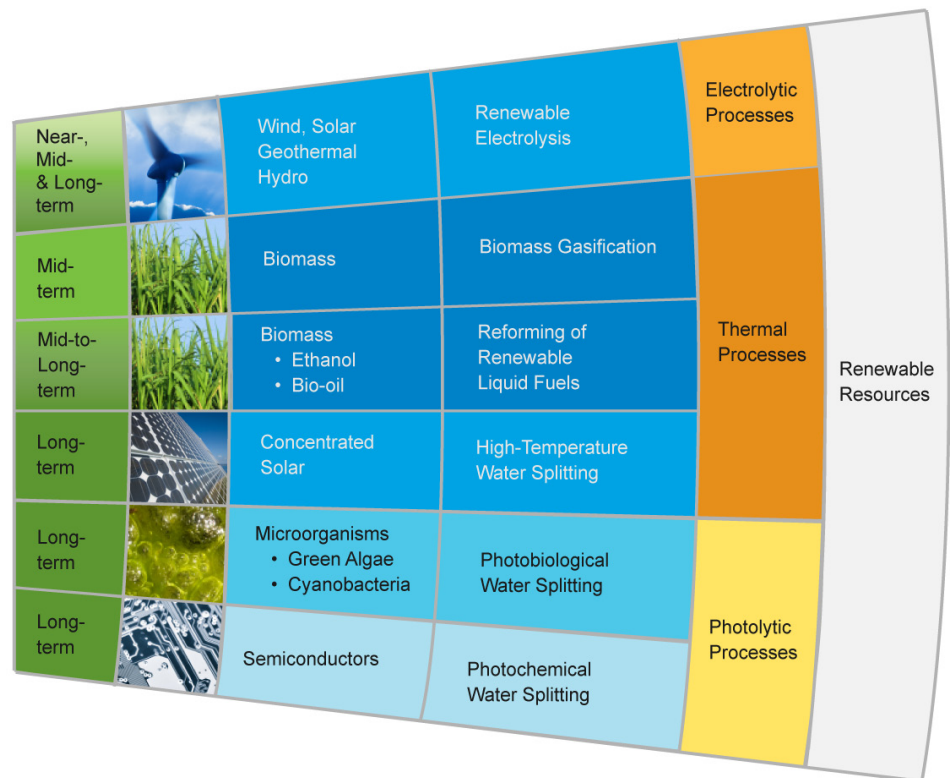 Near-,
Mid-
& Long-
term
Wind, Solar
Geothermal
Hydro
Renewable
Electrolysis
Electrolytic
Processes
Mid-
term
Biomass
Biomass Gasification
Thermal
Processes
Mid-to-
Long-
term
Biomass
• Ethanol
• Bio-oil
Reforming of
Renewable
Liquid Fuels
Renewable
Resources
Long-
term
Concentrated
Solar
High-Temperature
Water Splitting
Long-
term
Microorganisms
• Green Algae
• Cyanobacteria
Photobiological
Water Splitting
Photolytic
Processes
Long-
term
Semiconductors
Photochemical
Water Splitting